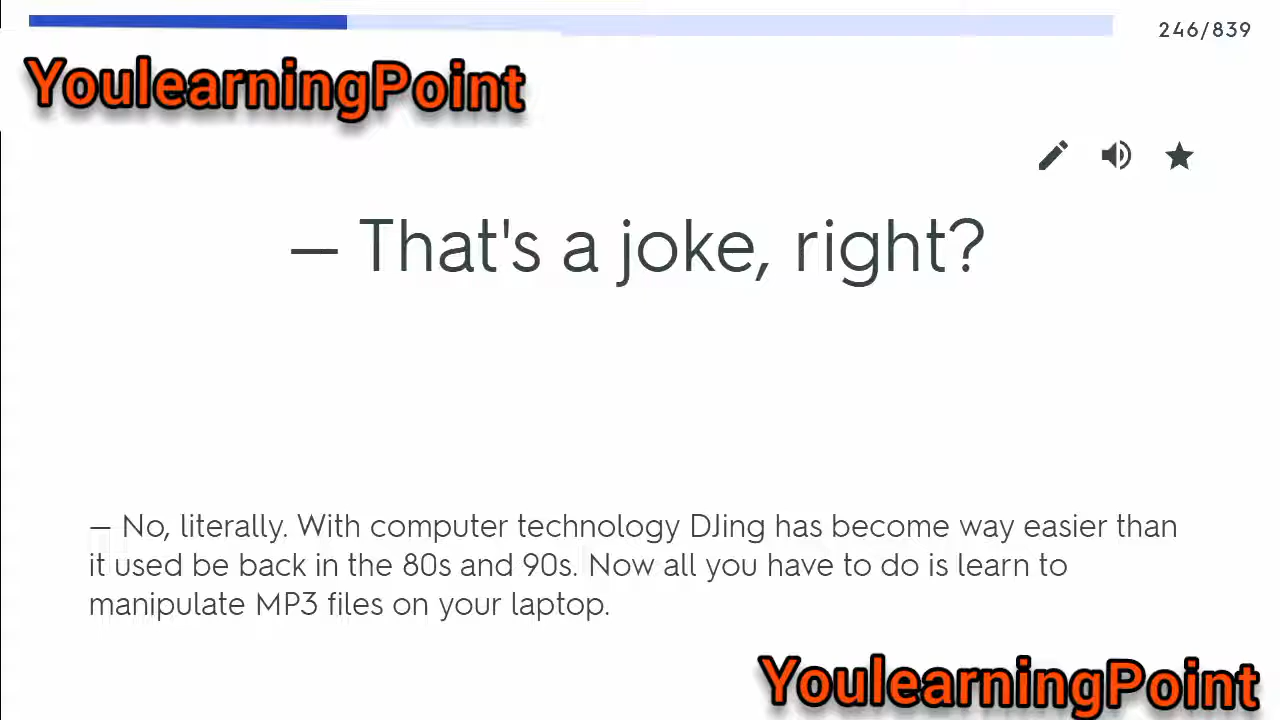 246/839
YoulearningPoint
— That's a joke, right?
— No, literally. With computer technology DJing has become way easier than
it used be back in the 80s and 90s. Now all you have to do is learn to
manipulate MP3 files on your laptop.
YoulearningPoint